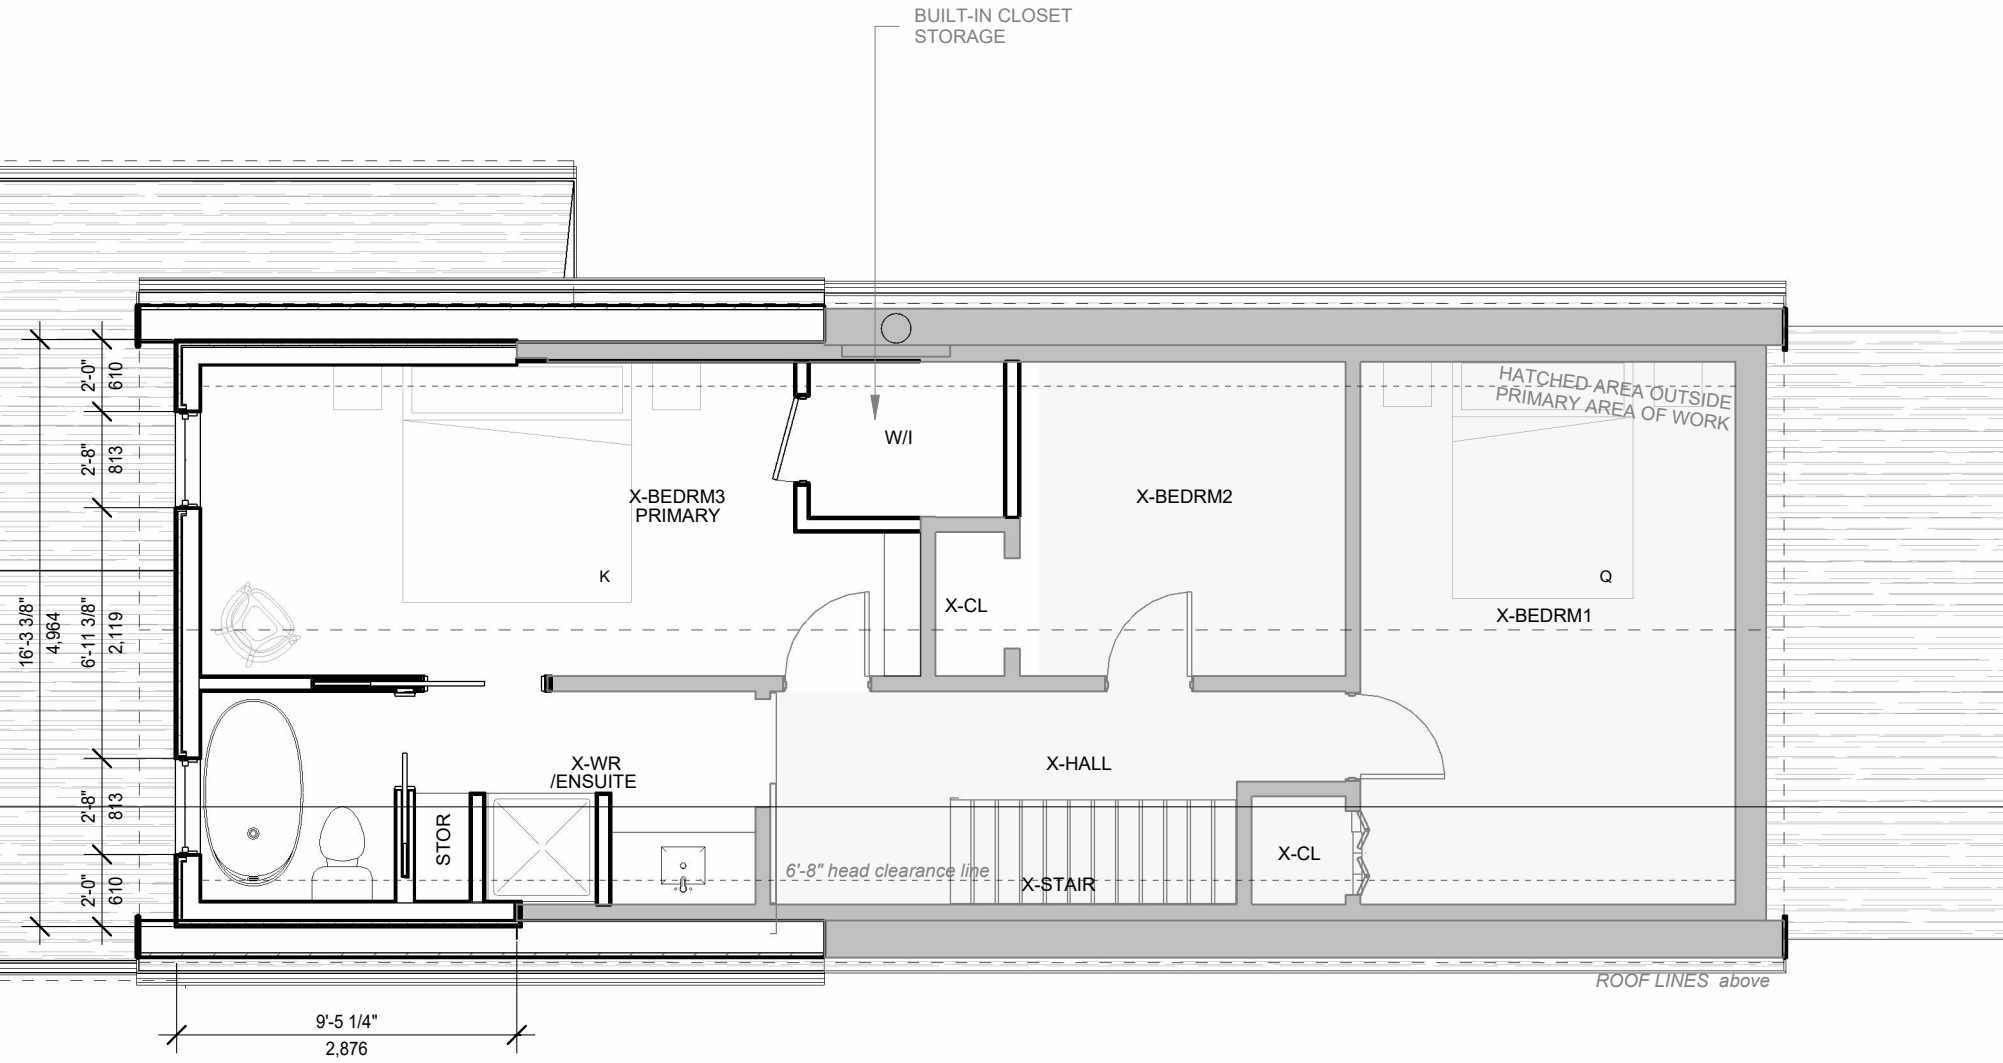 BUILT-IN CLOSET
STORAGE
HATCHED AREA OUTSIDE
PRIMARY AREA OF WORK
W/I
X-BEDRM3
PRIMARY
X-BEDRM2
K
Q
X-CL
X-BEDRM1
2'-0"
610
2'-8"
813
16'-3 3/8"
4,964
6'-11 3/8"
2,119
2'-8"
813
2'-0"
610
X-WR
/ENSUITE
X-HALL
STOR
X-CL
6'-8" head clearance line
X-STAIR
ROOF LINES above
9'-5 1/4"
2,876